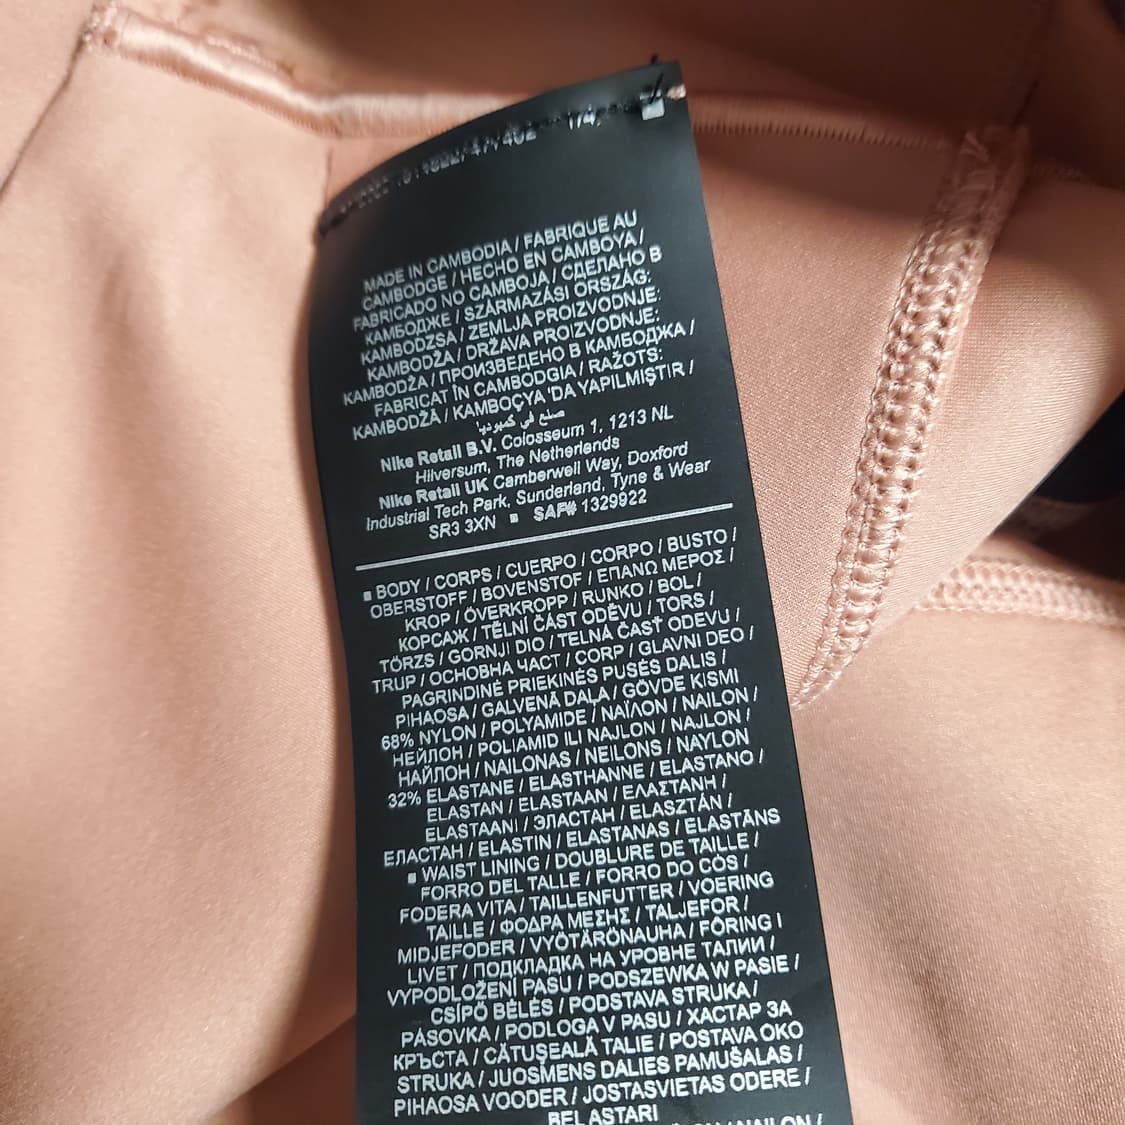 MADE IN CAMBODIA / FABRIQUE AU
CAMBODGE / HECHO EN CAMBOYA /
FABRICADO NO CAMBOJA / СДЕЛАНО В
КАМБОДЖЕ / SZÁRMAZÁSI ORSZÁG:
KAMBODZSA / ZEMLJA PROIZVODNJE:
KAMBODŽA / DRŽAVA PROIZVODNJE:
KAMBODŽA / ПРОИЗВЕДЕНО В КАМБОДЖА /
FABRICAT ÎN CAMBODGIA / RAŽOTS:
KAMBODŽĀ / KAMBOÇYA 'DA YAPILMIŞTIR /
صنع في كمبوديا
Nike Retail B.V. Colosseum 1, 1213 NL
Hilversum, The Netherlands
Nike Retail UK Camberwell Way, Doxford
Industrial Tech Park, Sunderland, Tyne & Wear
SR3 3XN ▪ SAF# 1329922
▪ BODY / CORPS / CUERPO / CORPO / BUSTO /
OBERSTOFF / BOVENSTOF / ΕΠΑΝΩ ΜΕΡΟΣ /
KROP / ÖVERKROPP / RUNKO / BOL /
КОРСАЖ / TĚLNÍ ČÁST ODĚVU / TORS /
TÖRZS / GORNJI DIO / TELNÁ ČASŤ ODEVU /
TRUP / ОСНОВНА ЧАСТ / CORP / GLAVNI DEO /
PAGRINDINĖ PRIEKINĖS PUSĖS DALIS /
PIHAOSA / GALVENĀ DAĻA / GÖVDE KISMI
68% NYLON / POLYAMIDE / ΝΑΪΛΟΝ / NAILON /
НЕЙЛОН / POLIAMID ILI NAJLON / NAJLON /
НАЙЛОН / NAILONAS / NEILONS / NAYLON
32% ELASTANE / ELASTHANNE / ELASTANO /
ELASTAN / ELASTAAN / ΕΛΑΣΤΑΝΗ /
ELASTAANI / ЭЛАСТАН / ELASZTÁN /
ЕЛАСТАН / ELASTIN / ELASTANAS / ELASTĀNS
▪ WAIST LINING / DOUBLURE DE TAILLE /
FORRO DEL TALLE / FORRO DO CÓS /
FODERA VITA / TAILLENFUTTER / VOERING
TAILLE / ΦΟΔΡΑ ΜΕΣΗΣ / TALJEFOR /
MIDJEFODER / VYÖTÄRÖNAUHA / FÔRING I
LIVET / ПОДКЛАДКА НА УРОВНЕ ТАЛИИ /
VYPODLOŽENÍ PASU / PODSZEWKA W PASIE /
CSÍPŐ BÉLÉS / PODSTAVA STRUKA /
PÁSOVKA / PODLOGA V PASU / ХАСТАР ЗА
КРЪСТА / CĂTUȘEALĂ TALIE / POSTAVA OKO
STRUKA / JUOSMENS DALIES PAMUŠALAS /
PIHAOSA VOODER / JOSTASVIETAS ODERE /
BEL ASTARI